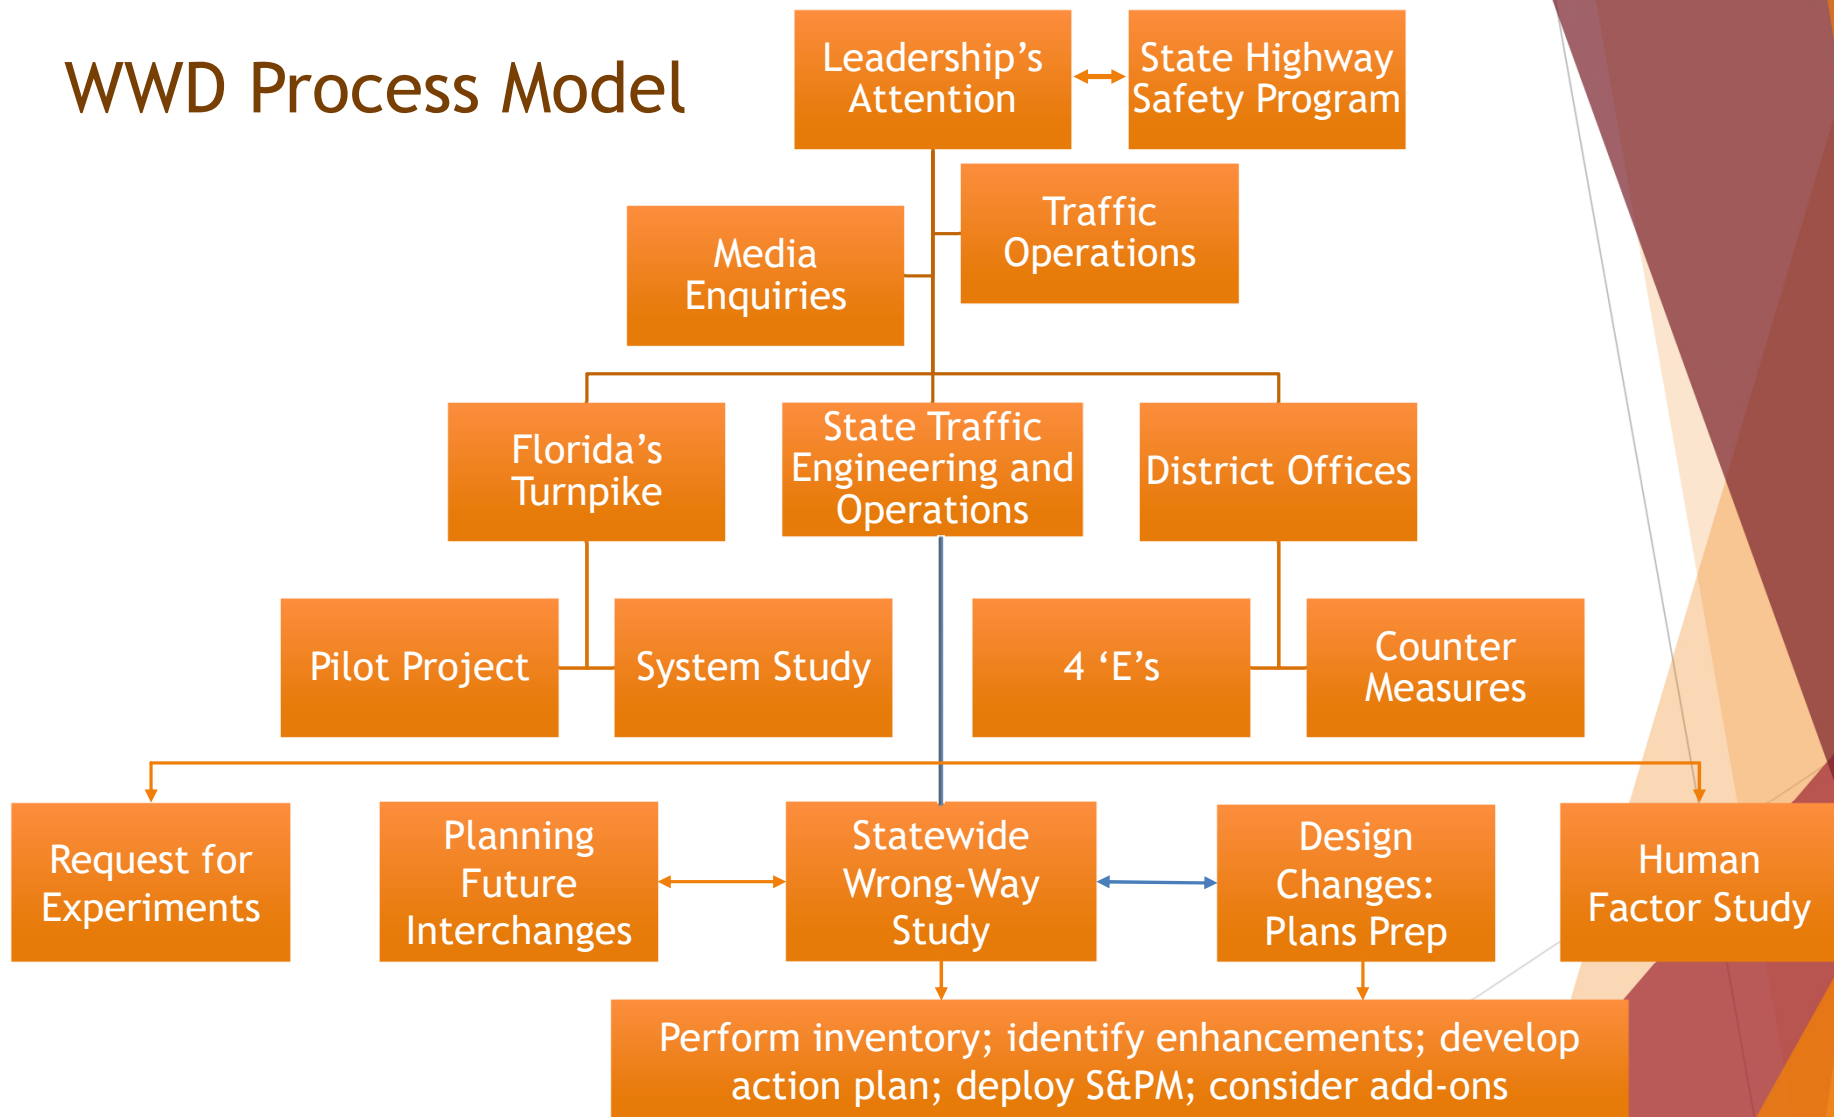 WWD Process Model
Leadership’s
Attention
State Highway
Safety Program
Traffic
Operations
Media
Enquiries
Florida’s
Turnpike
State Traffic
Engineering and
Operations
District Offices
Pilot Project
System Study
4 ‘E’s
Counter
Measures
Request for
Experiments
Planning
Future
Interchanges
Statewide
Wrong-Way
Study
Design
Changes:
Plans Prep
Human
Factor Study
Perform inventory; identify enhancements; develop
action plan; deploy S&PM; consider add-ons